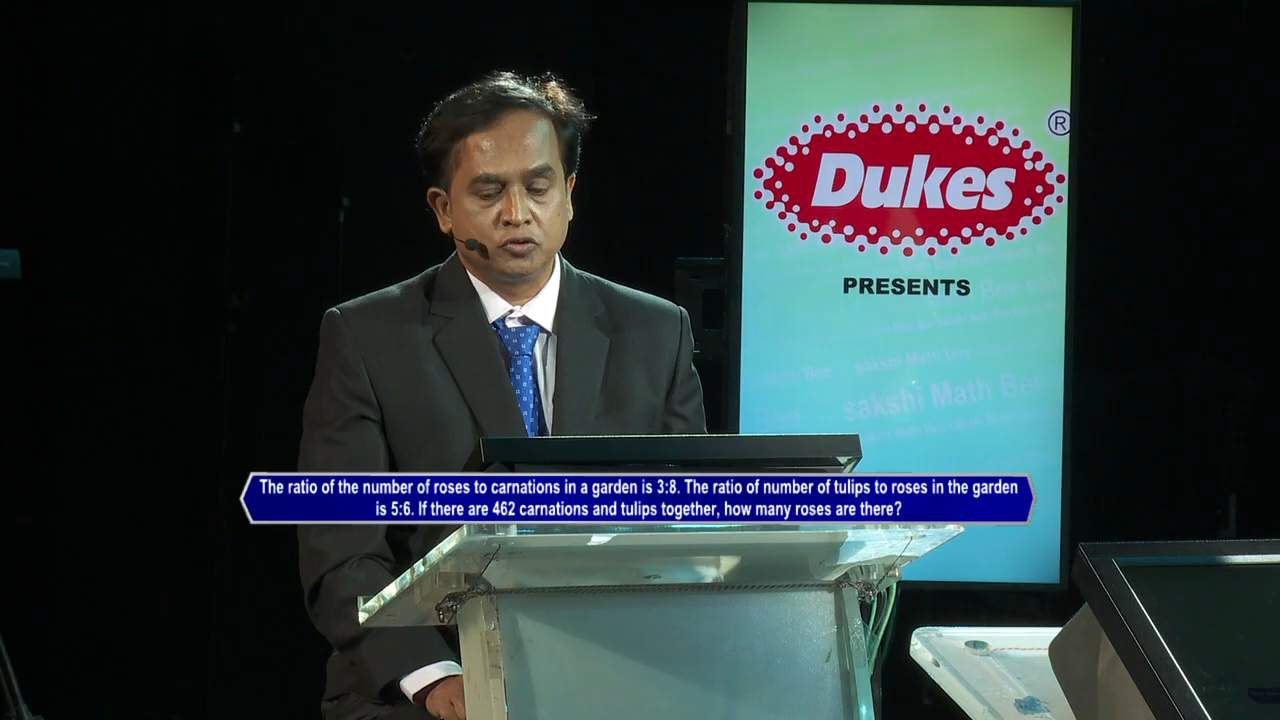 Dukes
®
PRESENTS
sakshi Math Bee
The ratio of the number of roses to carnations in a garden is 3:8. The ratio of number of tulips to roses in the garden
is 5:6. If there are 462 carnations and tulips together, how many roses are there?